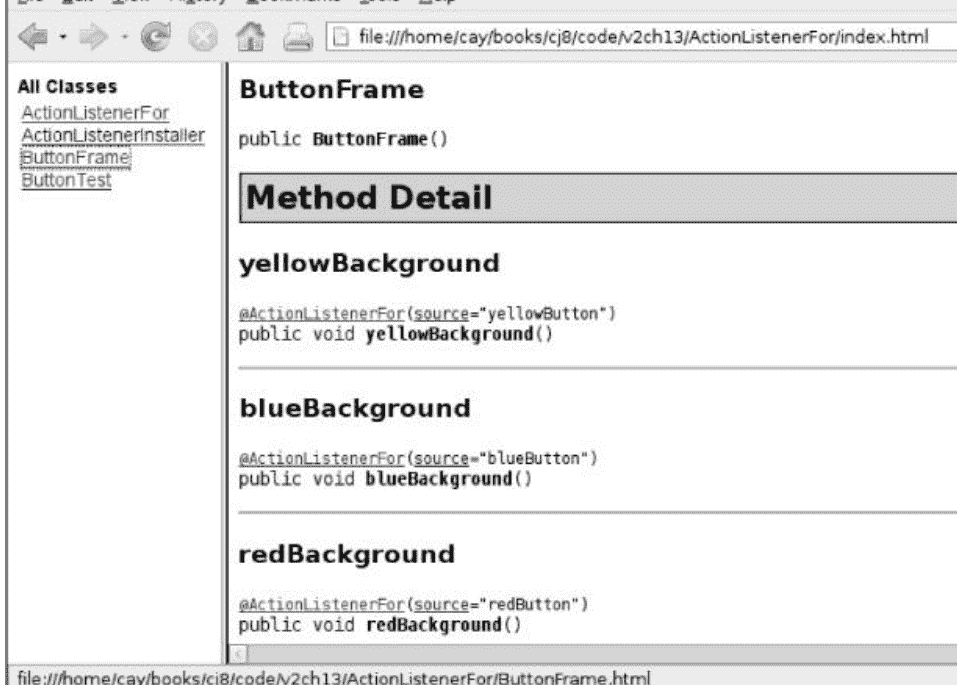 file:///home/cay/books/cj8/code/v2ch13/ActionListenerFor/index.html
All Classes
ActionListenerFor
ActionListenerInstaller
ButtonFrame
ButtonTest
ButtonFrame
public ButtonFrame()
Method Detail
yellowBackground
@ActionListenerFor(source="yellowButton")
public void yellowBackground()
blueBackground
@ActionListenerFor(source="blueButton")
public void blueBackground()
redBackground
@ActionListenerFor(source="redButton")
public void redBackground()
file:///home/cay/books/cj8/code/v2ch13/ActionListenerFor/ButtonFrame.html